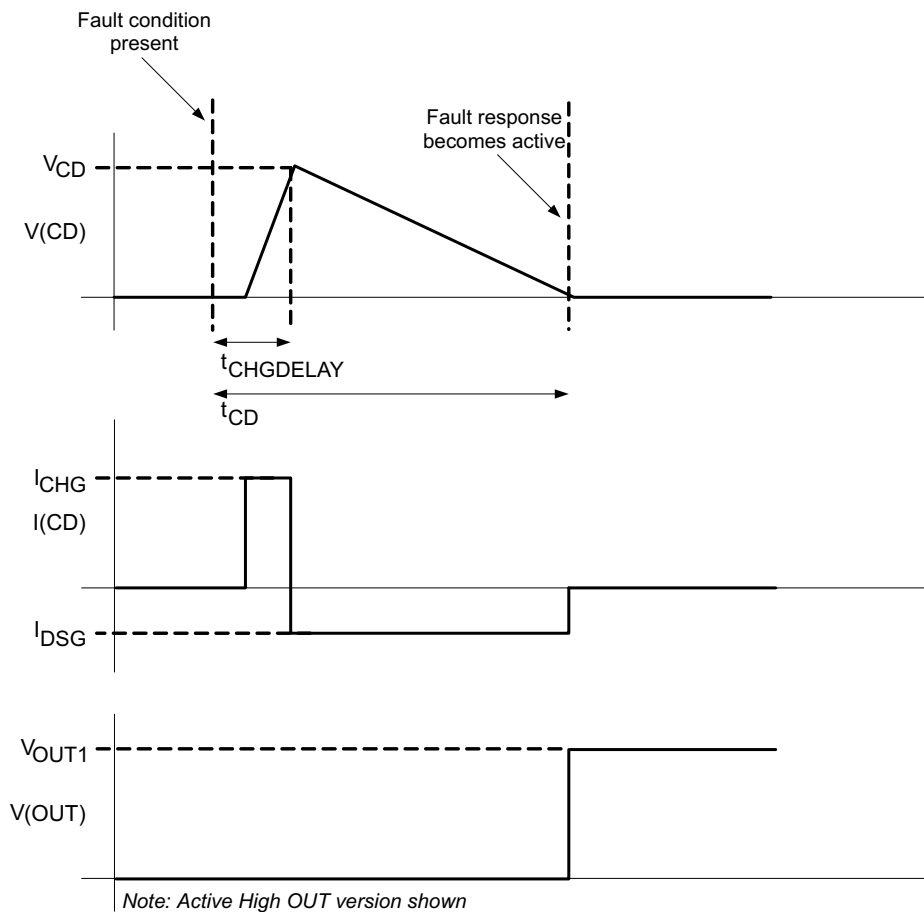 Fault condition
present
Fault response
becomes active
VCD
V(CD)
tCHGDELAY
tCD
ICHG
I(CD)
IDSG
VOUT1
V(OUT)
Note: Active High OUT version shown